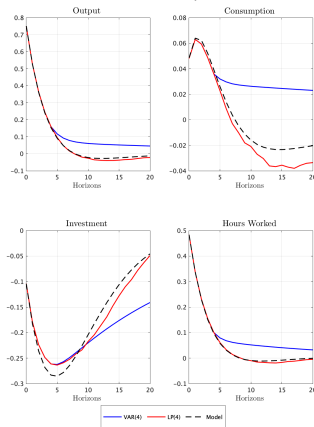 Output
0.8
0.7
0.6
0.5
0.4
0.3
0.2
0.1
0
−0.1
0 5 10 15 20
Horizons
Consumption
0.08
0.06
0.04
0.02
0
−0.02
−0.04
0 5 10 15 20
Horizons
Investment
0
−0.05
−0.1
−0.15
−0.2
−0.25
−0.3
0 5 10 15 20
Horizons
Hours Worked
0.5
0.4
0.3
0.2
0.1
0
−0.1
0 5 10 15 20
Horizons
VAR(4) LP(4) Model